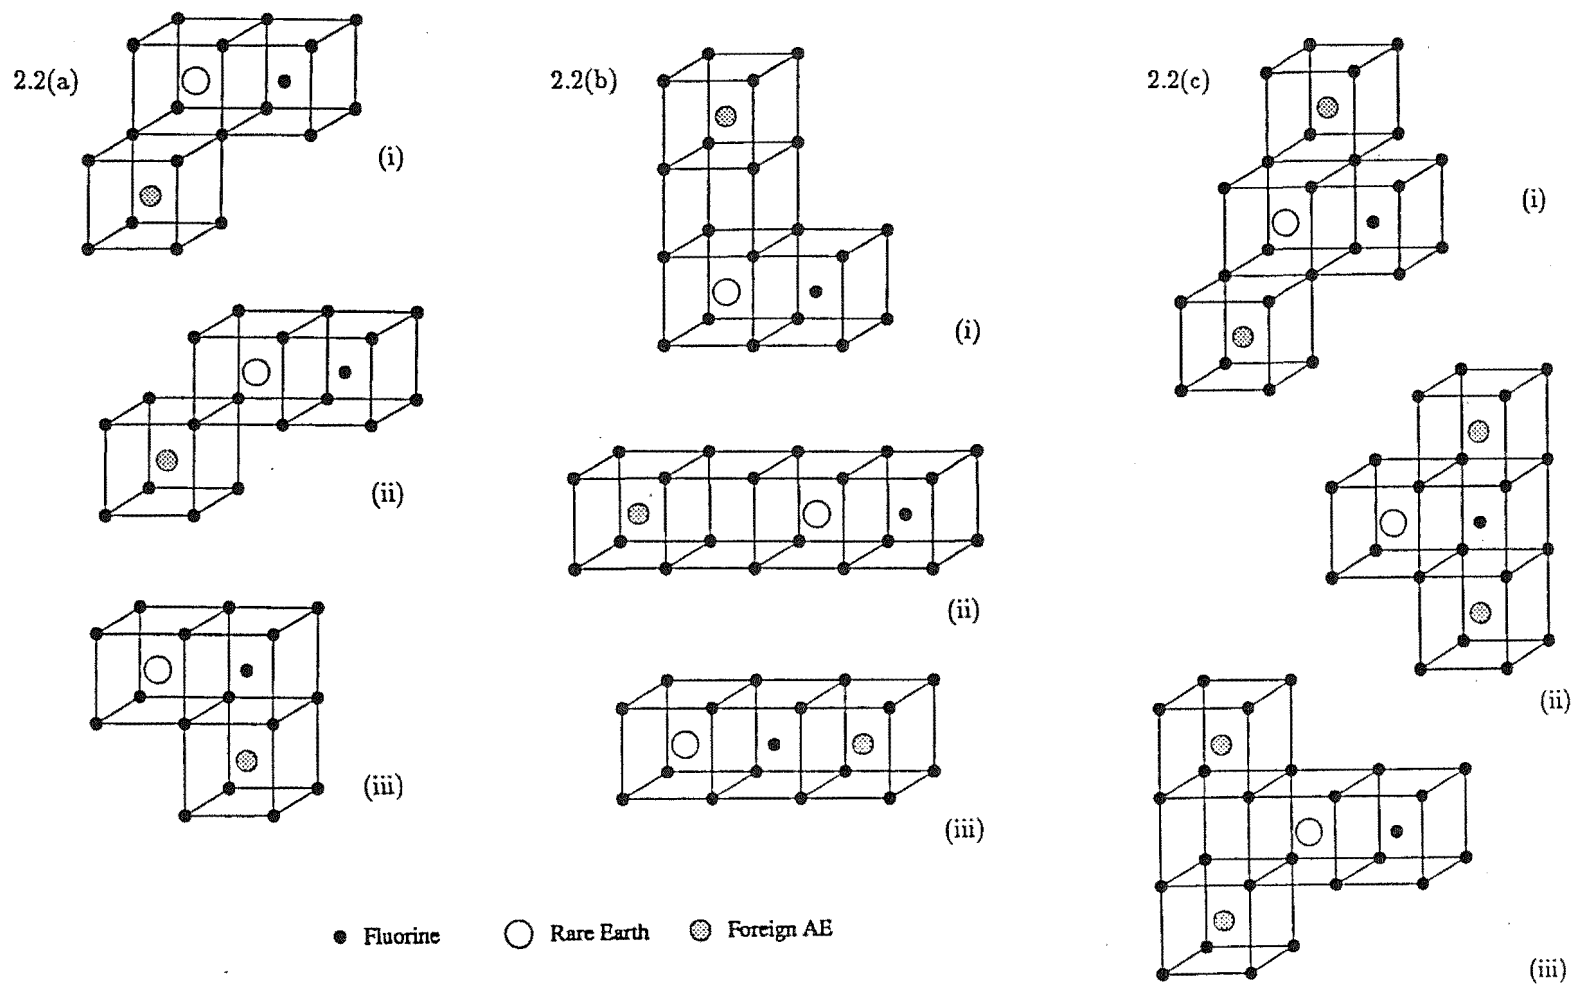 2.2(a)
(i)
(ii)
(iii)
2.2(b)
(i)
(ii)
(iii)
2.2(c)
(i)
(ii)
(iii)
Fluorine
Rare Earth
Foreign AE